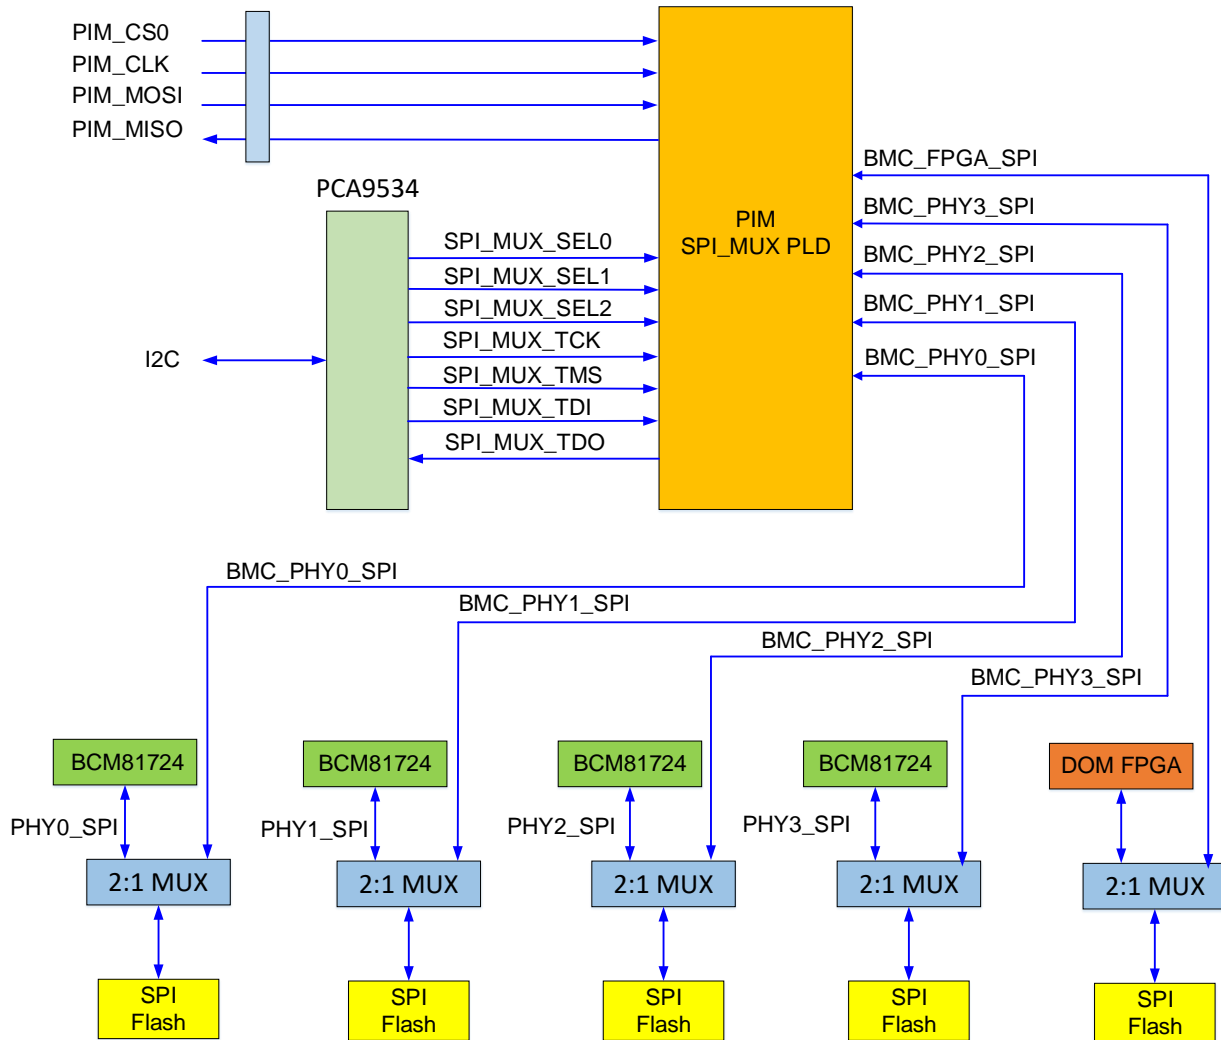 PIM_CS0
PIM_CLK
PIM_MOSI
PIM_MISO
PCA9534
I2C
SPI_MUX_SEL0
SPI_MUX_SEL1
SPI_MUX_SEL2
SPI_MUX_TCK
SPI_MUX_TMS
SPI_MUX_TDI
SPI_MUX_TDO
PIM
SPI_MUX PLD
BMC_FPGA_SPI
BMC_PHY3_SPI
BMC_PHY2_SPI
BMC_PHY1_SPI
BMC_PHY0_SPI
BMC_PHY0_SPI
BMC_PHY1_SPI
BMC_PHY2_SPI
BMC_PHY3_SPI
BCM81724
BCM81724
BCM81724
BCM81724
DOM FPGA
PHY0_SPI
PHY1_SPI
PHY2_SPI
PHY3_SPI
2:1 MUX
2:1 MUX
2:1 MUX
2:1 MUX
2:1 MUX
SPI
Flash
SPI
Flash
SPI
Flash
SPI
Flash
SPI
Flash